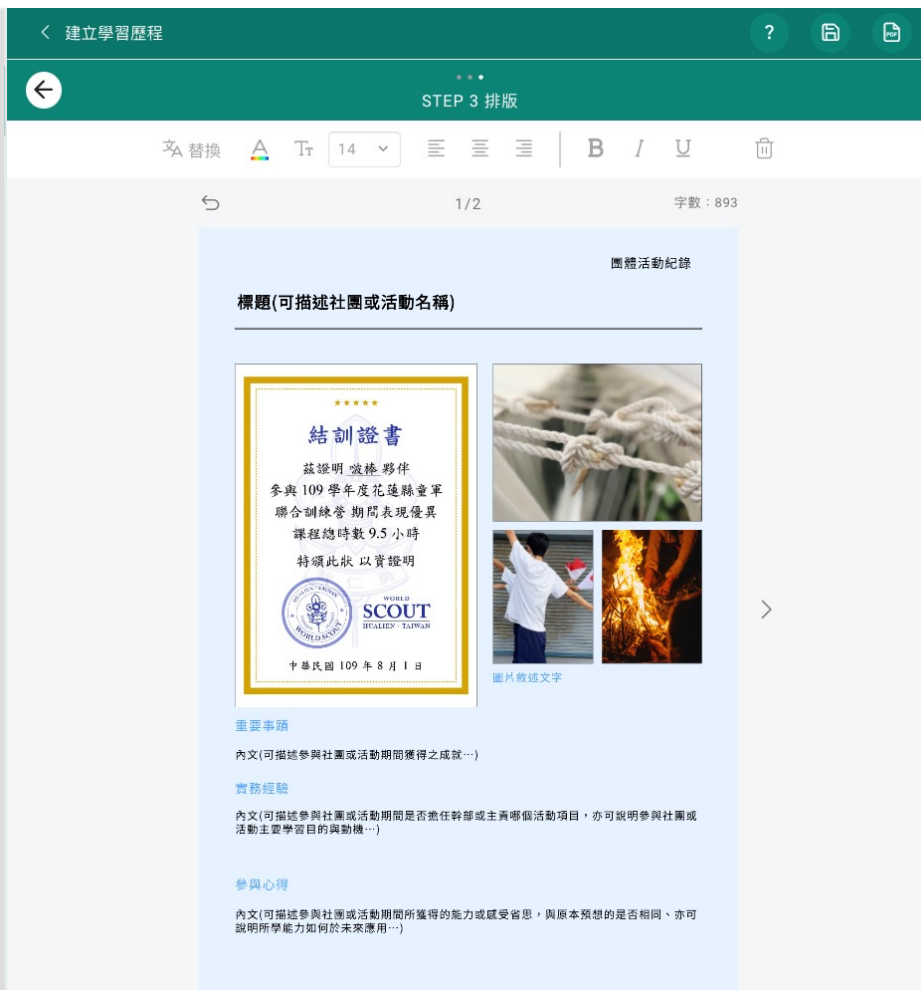 建立學習歷程
?
PDF
STEP 3 排版
文A 替換
A
TT
14
B
I
U
1/2
字數：893
團體活動紀錄
標題(可描述社團或活動名稱)
結訓證書
茲證明 啵棒 夥伴
參與 109 學年度花蓮縣童軍
聯合訓練營 期間表現優異
課程總時數 9.5 小時
特頒此狀 以資證明
WORLD
SCOUT
HUALIEN · TAIWAN
HUALIEN · TAIWAN
WORLD SCOUT
中華民國 109 年 8 月 1 日
圖片敘述文字
重要事蹟
內文(可描述參與社團或活動期間獲得之成就…)
實務經驗
內文(可描述參與社團或活動期間是否擔任幹部或主責哪個活動項目，亦可說明參與社團或
活動主要學習目的與動機…)
參與心得
內文(可描述參與社團或活動期間所獲得的能力或感受省思，與原本預想的是否相同、亦可
說明所學能力如何於未來應用…)